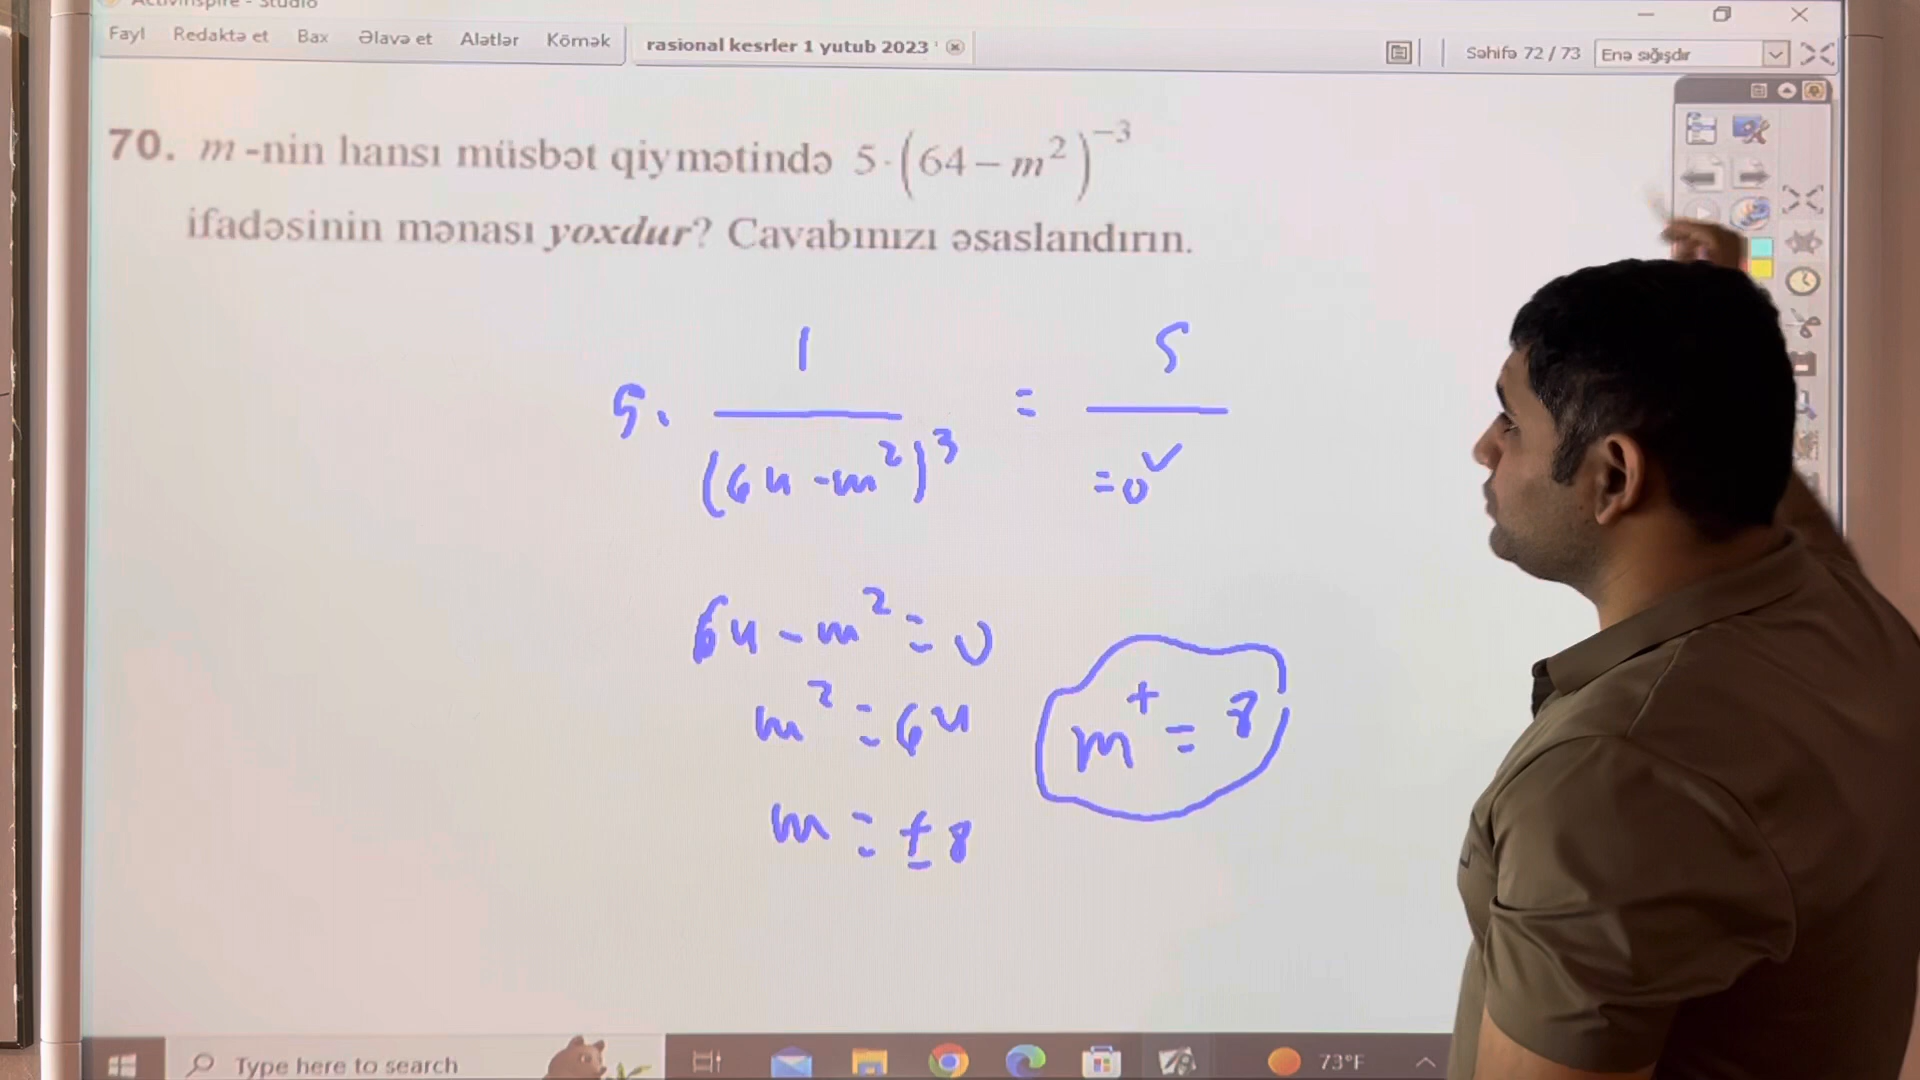 ActivInspire - Studio
Fayl Redaktə et Bax Əlavə et Alətlər Kömək
rasional kesrler 1 yutub 2023
Səhifə 72 / 73 Enə sığışdır
70. m -nin hansı müsbət qiymətində 5·(64 – m²)⁻³
ifadəsinin mənası yoxdur? Cavabınızı əsaslandırın.
5. 1/(64 - m²)³ = 5/=0
64 - m² = 0
m² = 64
m⁺ = 8
m = ±8
Type here to search
73°F